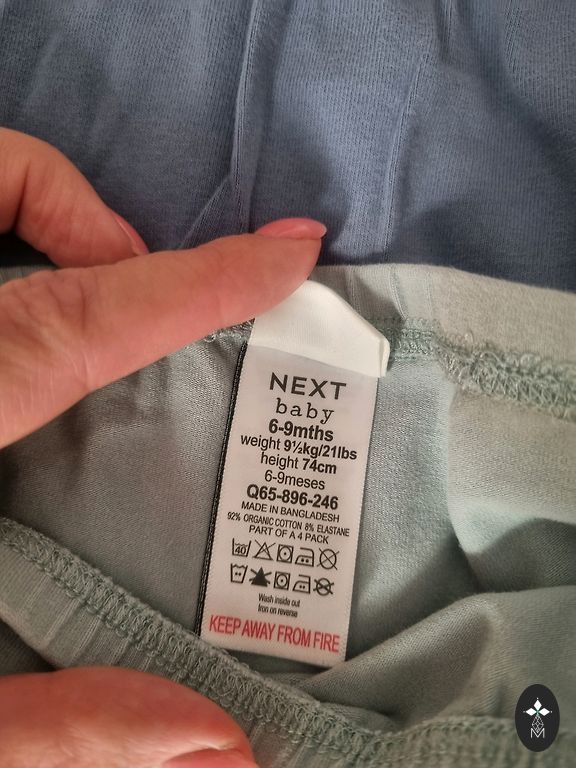 NEXT
baby
6-9mths
weight 9½kg/21lbs
height 74cm
6-9meses
Q65-896-246
MADE IN BANGLADESH
92% ORGANIC COTTON 8% ELASTANE
PART OF A 4 PACK
40
Wash inside out
Iron on reverse
KEEP AWAY FROM FIRE
M